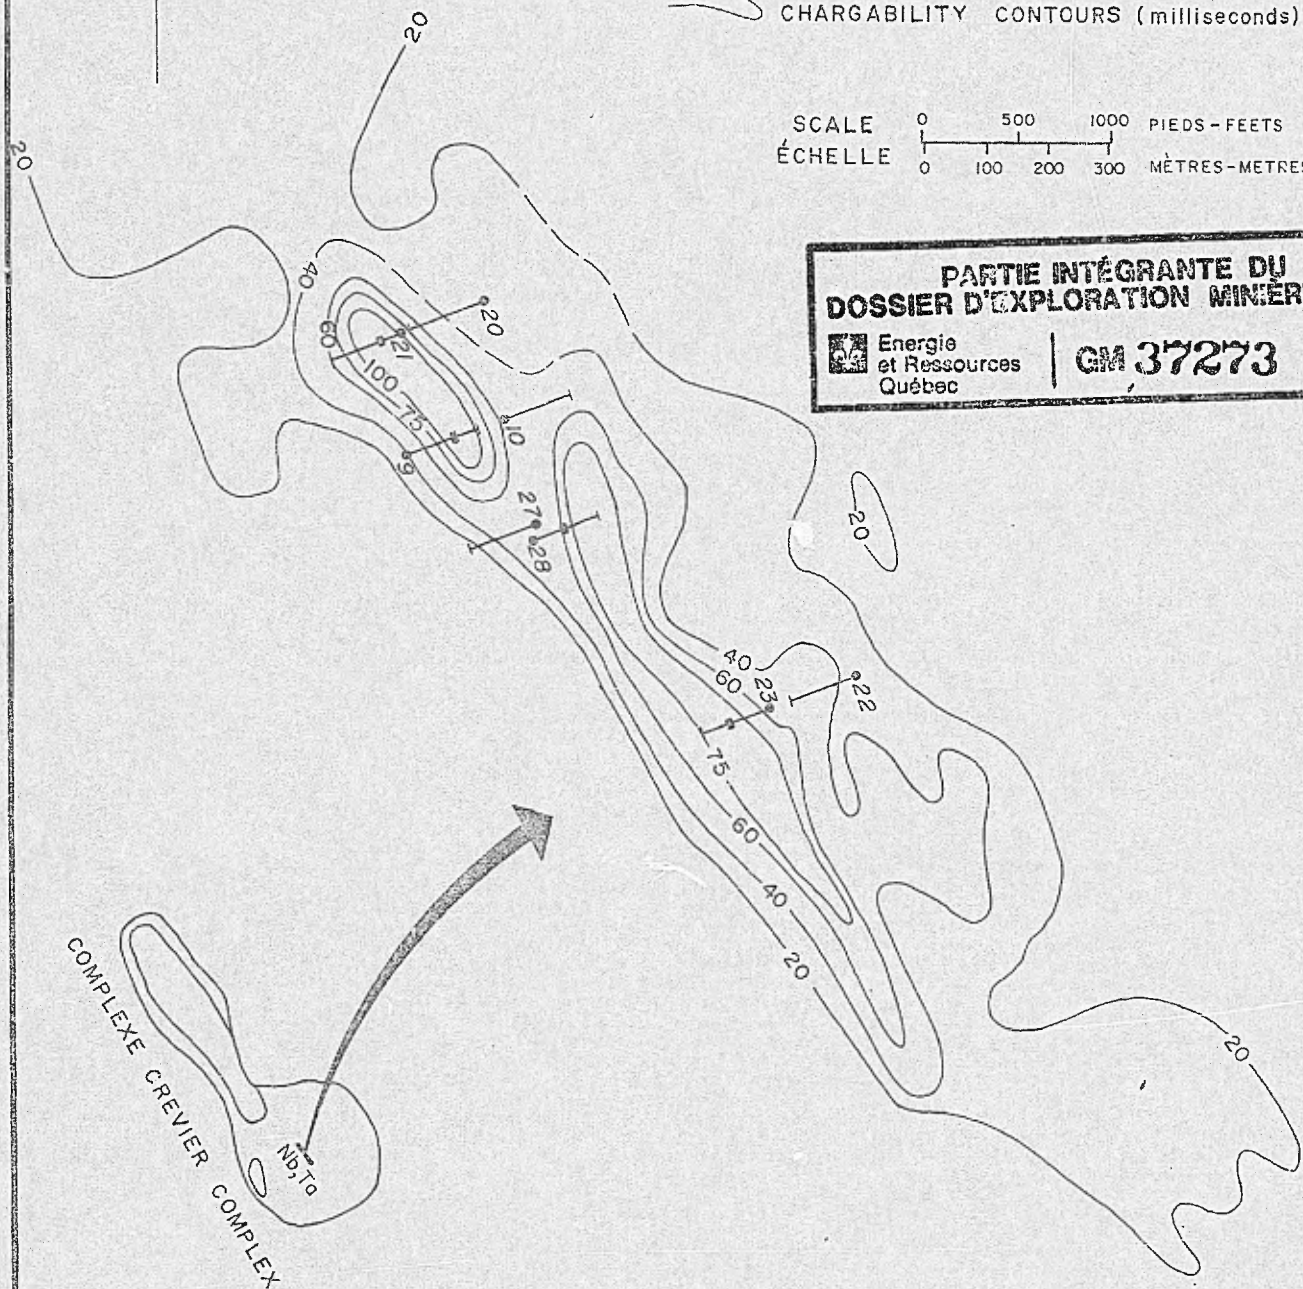 CHARGABILITY CONTOURS (milliseconds)
20
SCALE 0 500 1000 PIEDS-FEETS
ÉCHELLE 0 100 200 300 MÈTRES-METRES
20
PARTIE INTÉGRANTE DU
DOSSIER D'EXPLORATION MINIÈR
Energie
et Ressources
Québec
GM 37273
40
20
60
21
100
75
10
9
27
28
20
40
60
23
22
75
60
40
20
20
COMPLEXE CREVIER COMPLEX
Nb,Ta